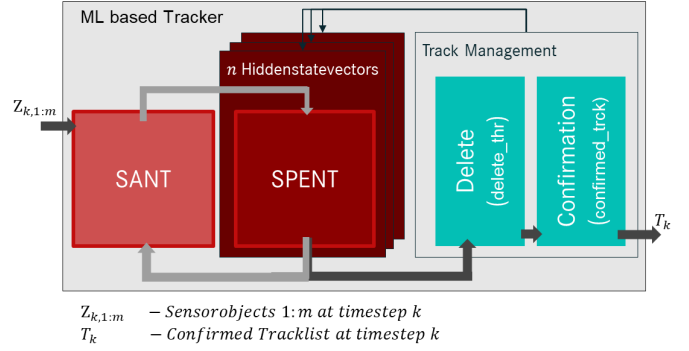 ML based Tracker
Track Management
n Hiddenstatevectors
Z_{k,1:m}
SANT
SPENT
Delete
(delete_thr)
Confirmation
(confirmed_trck)
T_k
Z_{k,1:m} – Sensorobjects 1: m at timestep k
T_k – Confirmed Tracklist at timestep k